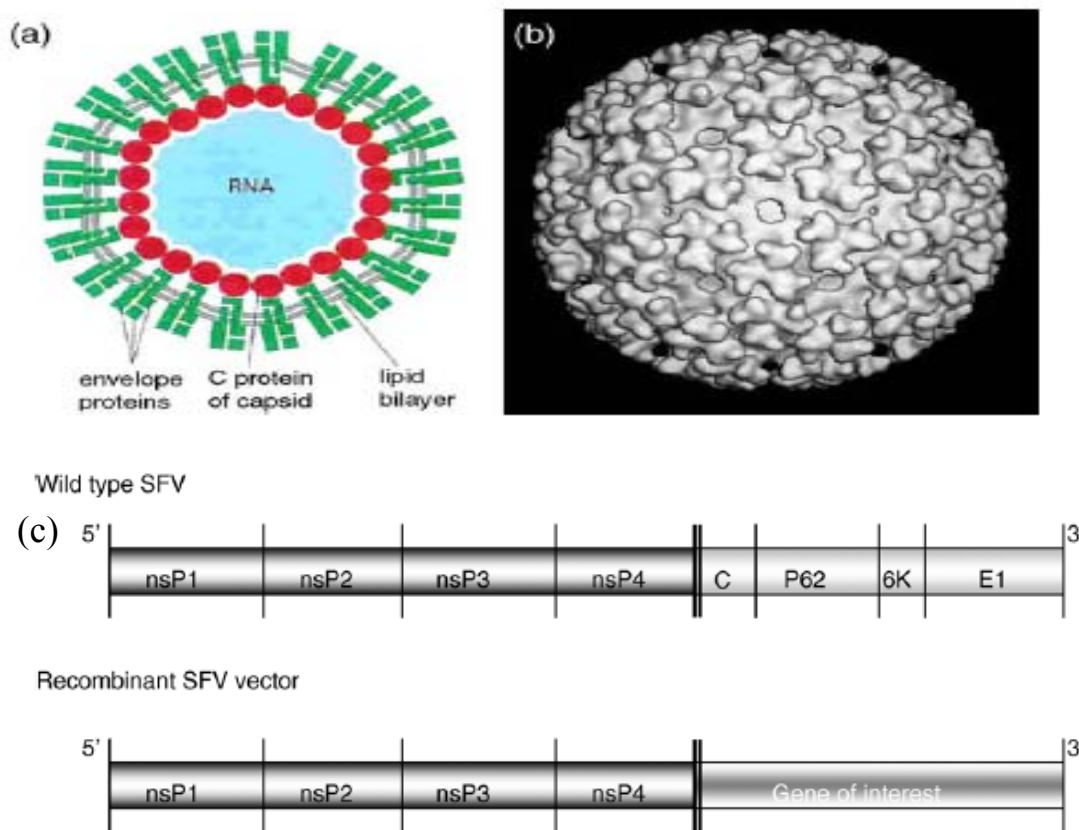 (a)
(b)
RNA
envelope proteins
C protein of capsid
lipid bilayer
Wild type SFV
(c)
5' 3
nsP1 nsP2 nsP3 nsP4 C P62 6K E1
Recombinant SFV vector
5' 3
nsP1 nsP2 nsP3 nsP4 Gene of interest